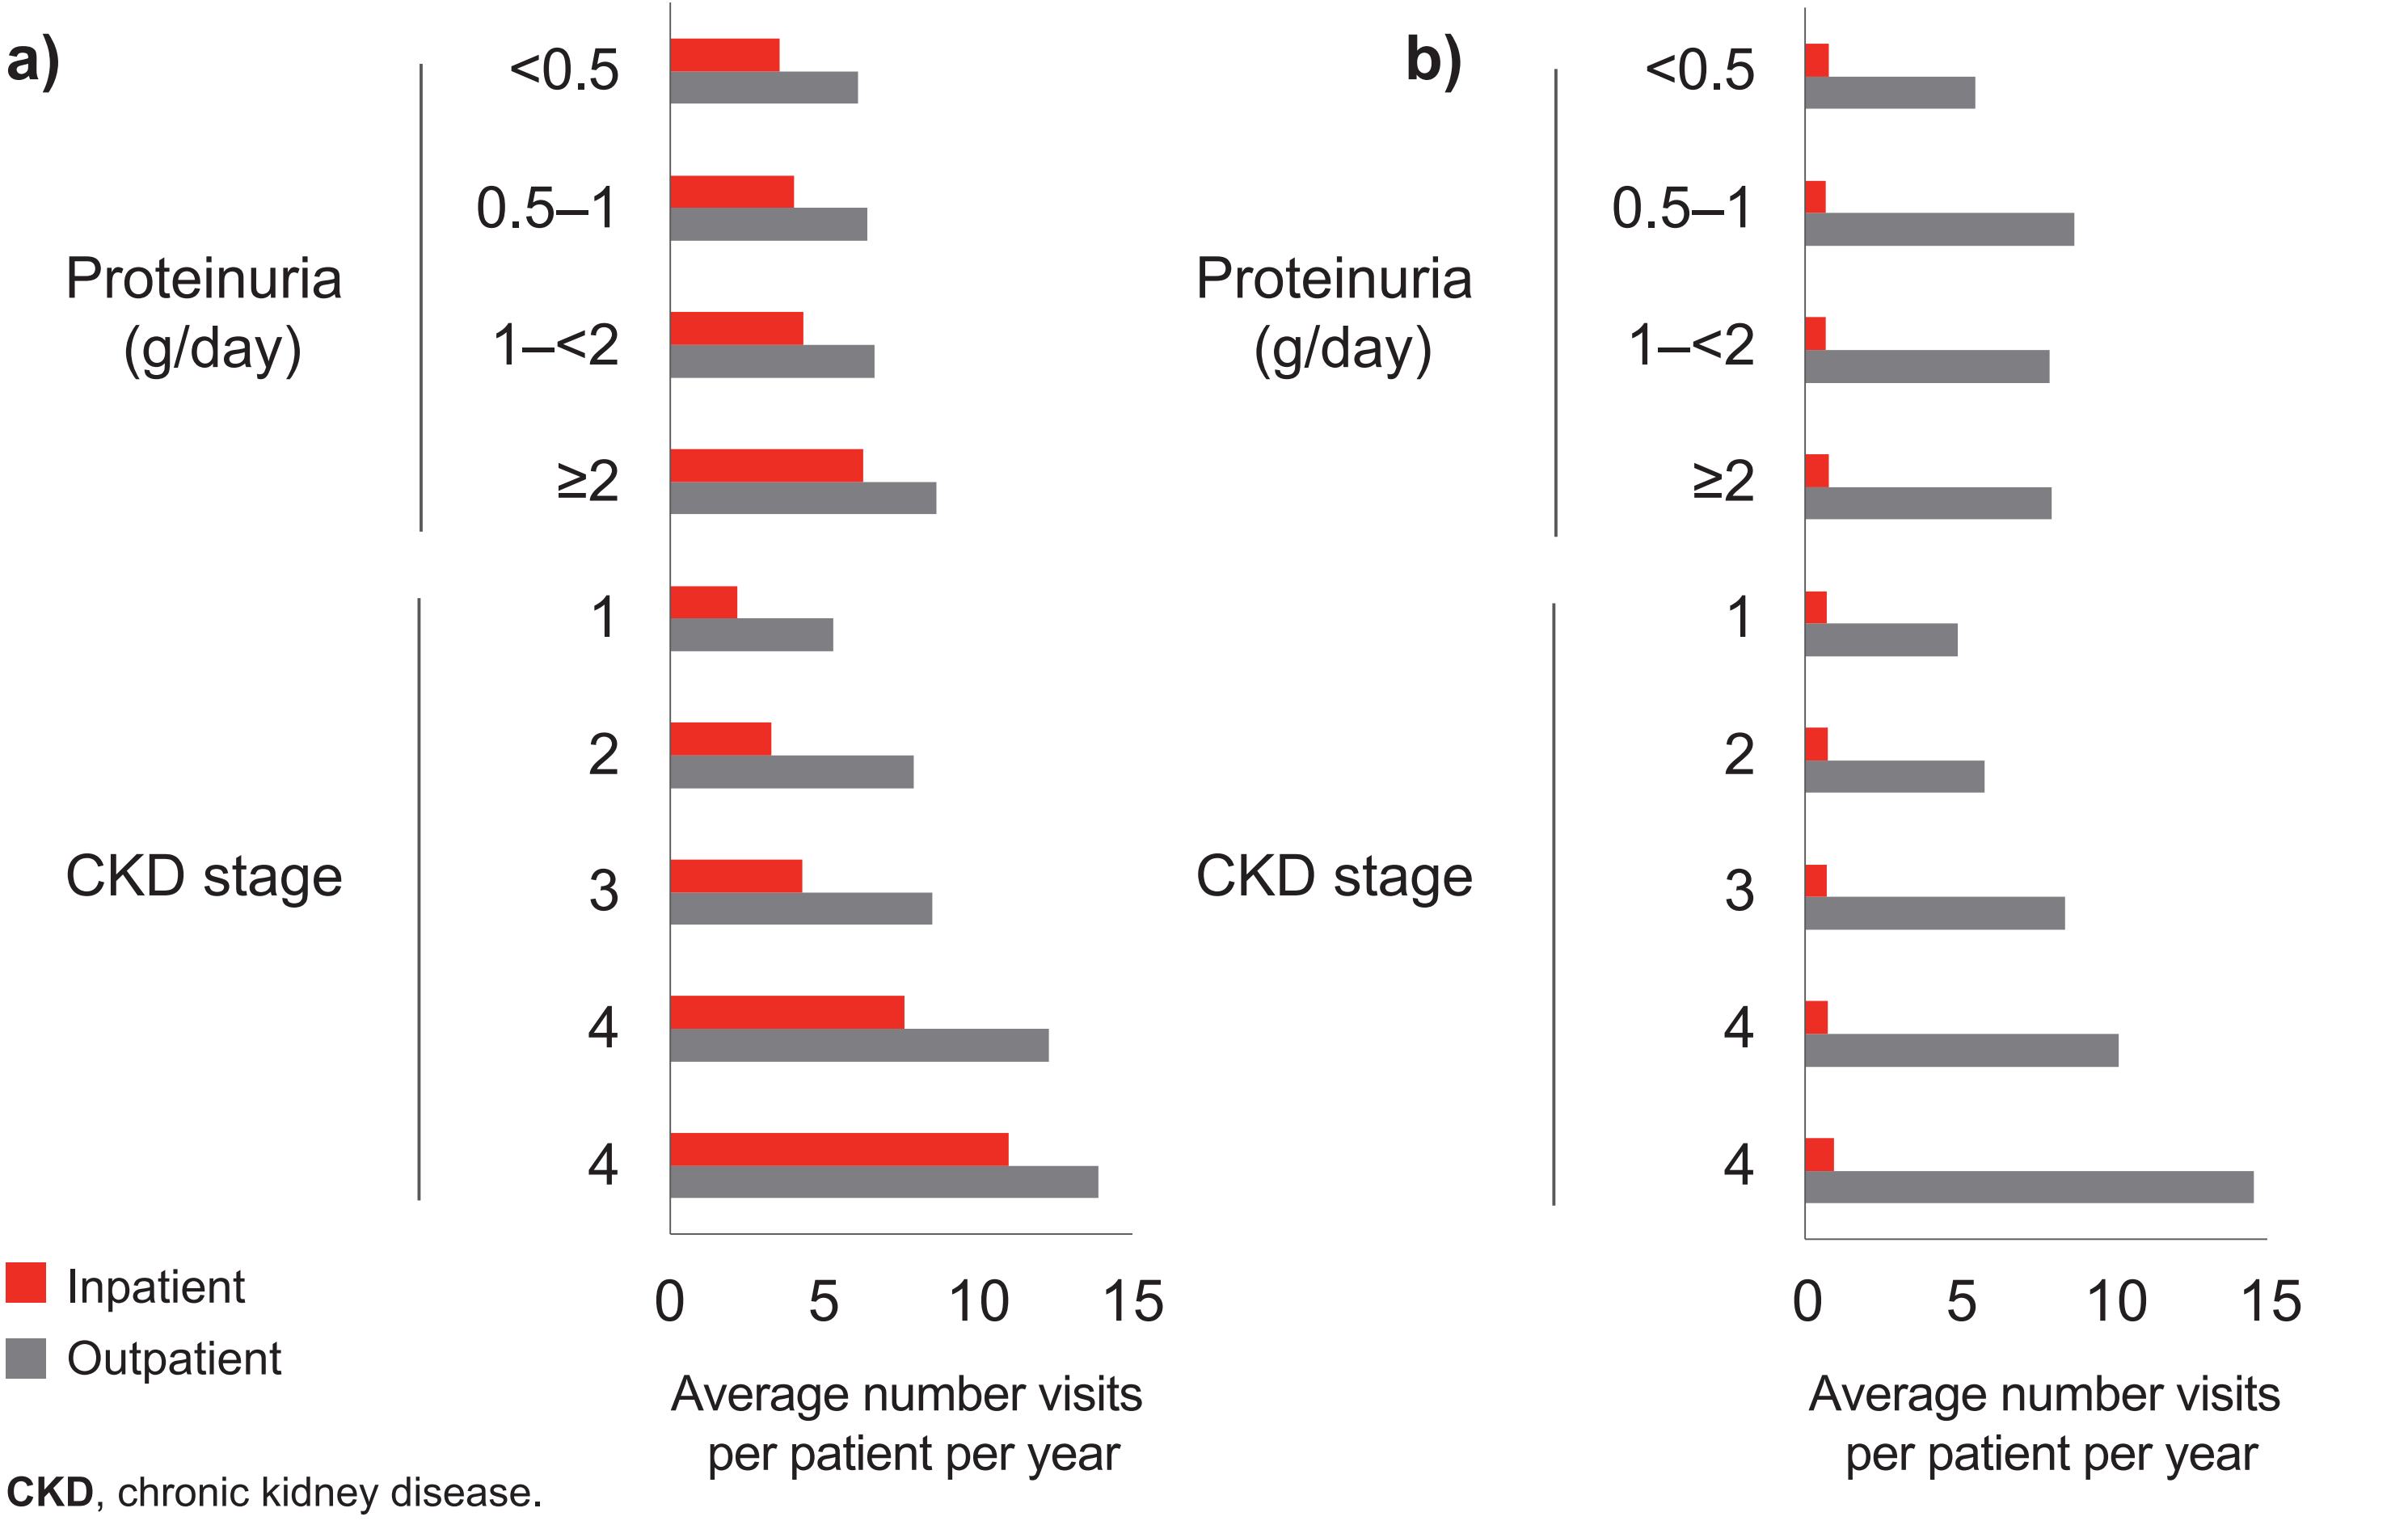 a)
<0.5
0.5–1
1–<2
≥2
Proteinuria
(g/day)
1
2
3
4
4
CKD stage
0 5 10 15
Average number visits
per patient per year
b)
<0.5
0.5–1
1–<2
≥2
Proteinuria
(g/day)
1
2
3
4
4
CKD stage
0 5 10 15
Average number visits
per patient per year
Inpatient
Outpatient
CKD, chronic kidney disease.